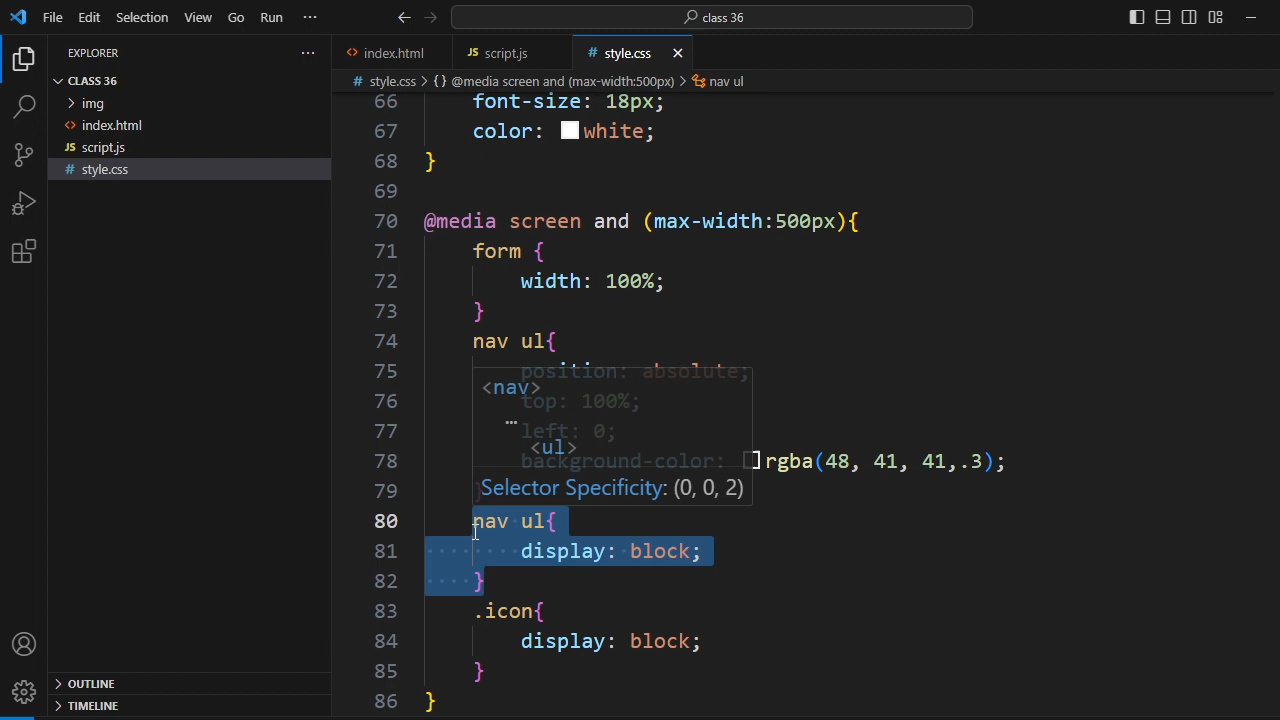 File Edit Selection View Go Run ···
class 36
EXPLORER ···
CLASS 36
img
index.html
JS script.js
# style.css
OUTLINE
TIMELINE
index.html
JS script.js
# style.css
# style.css > {} @media screen and (max-width:500px) > nav ul
66 font-size: 18px;
67 color: white;
68 }
69
70 @media screen and (max-width:500px){
71 form {
72 width: 100%;
73 }
74 nav ul{
75 position: absolute;
<nav>
76 top: 100%;
…
77 left: 0;
<ul>
78 background-color: rgba(48, 41, 41,.3);
79 }
Selector Specificity: (0, 0, 2)
80 nav ul{
81 display: block;
82 }
83 .icon{
84 display: block;
85 }
86 }